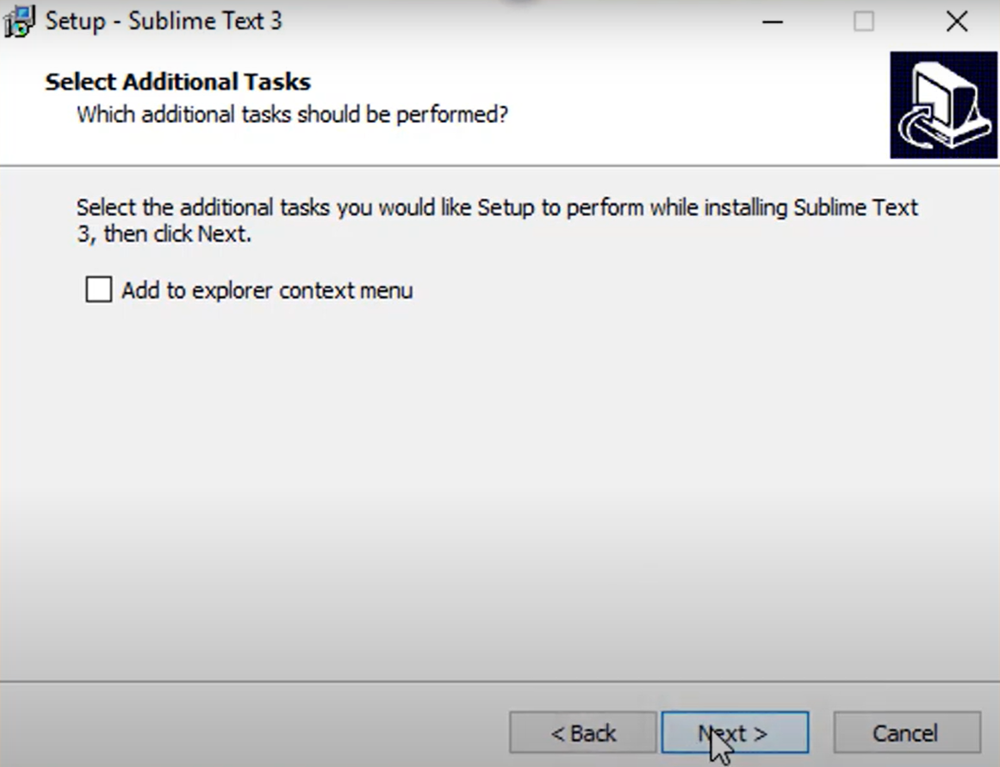 Setup - Sublime Text 3
Select Additional Tasks
Which additional tasks should be performed?
Select the additional tasks you would like Setup to perform while installing Sublime Text
3, then click Next.
Add to explorer context menu
< Back
Next >
Cancel